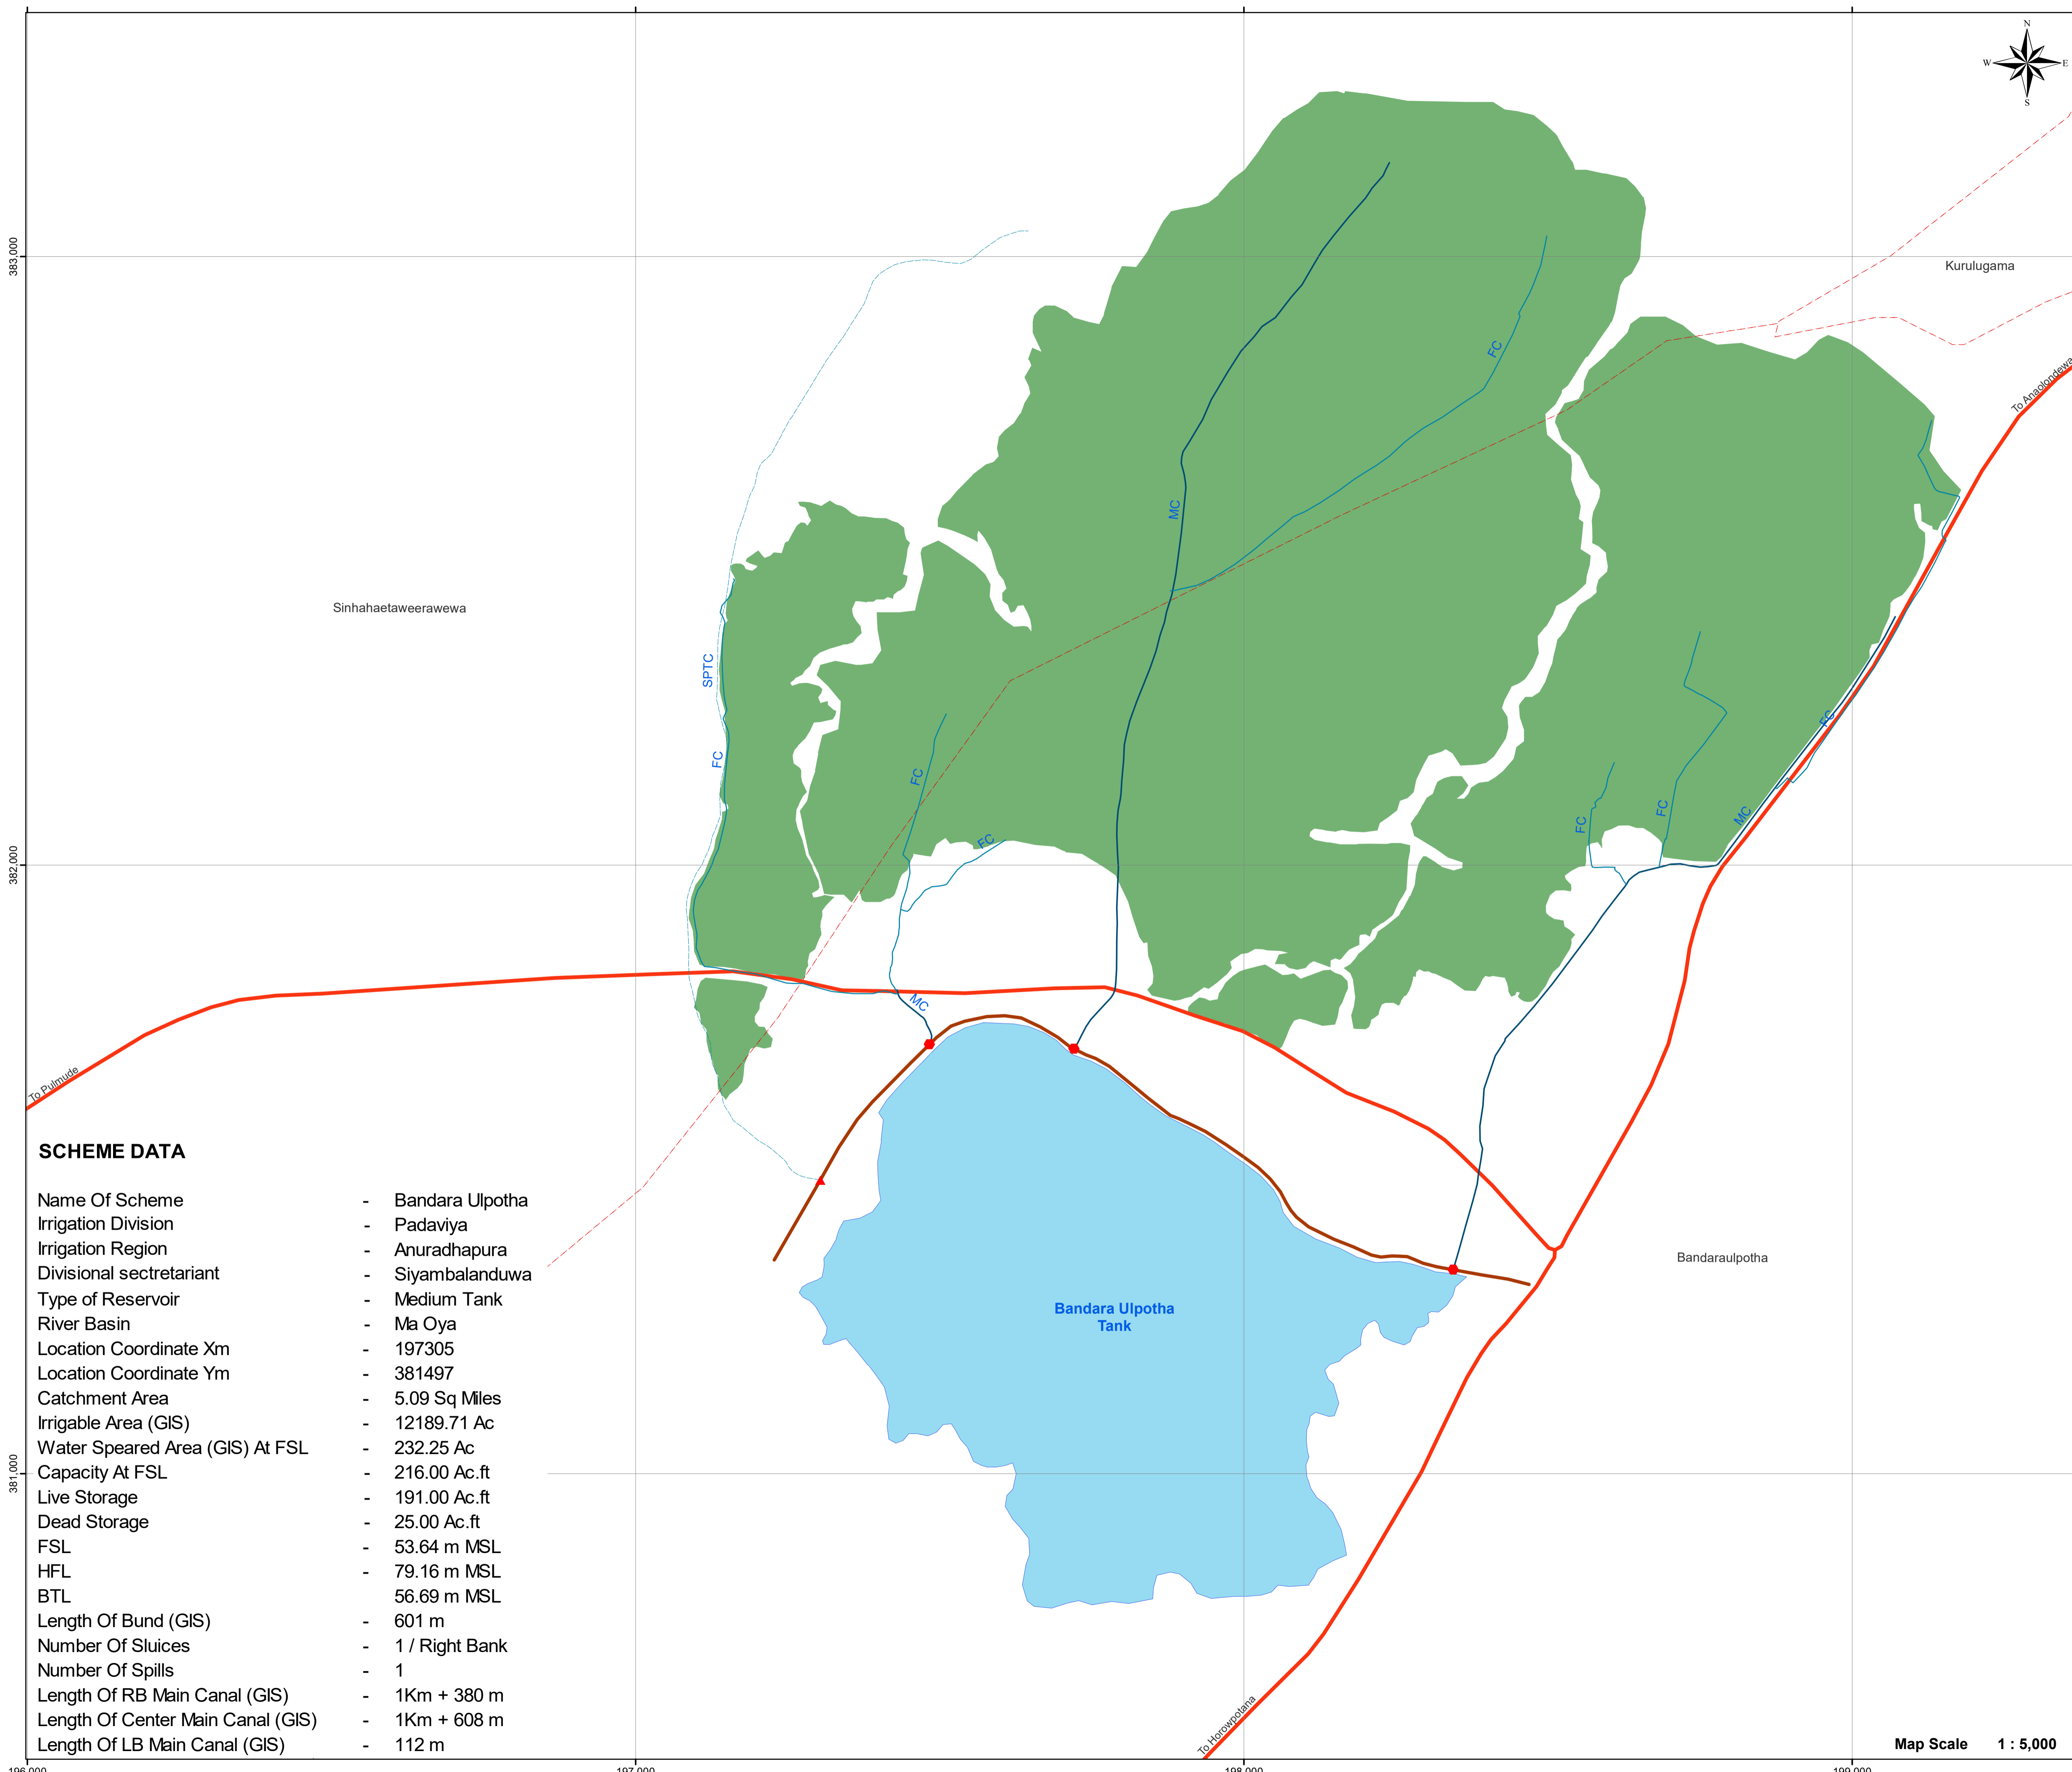 N
W E
S
383,000
Kurulugama
To Anaolondewa
FC
MC
Sinhahaetaweerawewa
SPTC
FC
FC
FC
FC
FC
FC
MC
382,000
MC
To Pulmude
SCHEME DATA
Name Of Scheme - Bandara Ulpotha
Irrigation Division - Padaviya
Irrigation Region - Anuradhapura
Divisional sectretariant - Siyambalanduwa
Type of Reservoir - Medium Tank
River Basin - Ma Oya
Location Coordinate Xm - 197305
Location Coordinate Ym - 381497
Catchment Area - 5.09 Sq Miles
Irrigable Area (GIS) - 12189.71 Ac
Water Speared Area (GIS) At FSL - 232.25 Ac
Capacity At FSL - 216.00 Ac.ft
Live Storage - 191.00 Ac.ft
Dead Storage - 25.00 Ac.ft
FSL - 53.64 m MSL
HFL - 79.16 m MSL
BTL 56.69 m MSL
Length Of Bund (GIS) - 601 m
Number Of Sluices - 1 / Right Bank
Number Of Spills - 1
Length Of RB Main Canal (GIS) - 1Km + 380 m
Length Of Center Main Canal (GIS) - 1Km + 608 m
Length Of LB Main Canal (GIS) - 112 m
Bandaraulpotha
Bandara Ulpotha
Tank
381,000
To Horowpotana
Map Scale 1 : 5,000
196,000 197,000 198,000 199,000